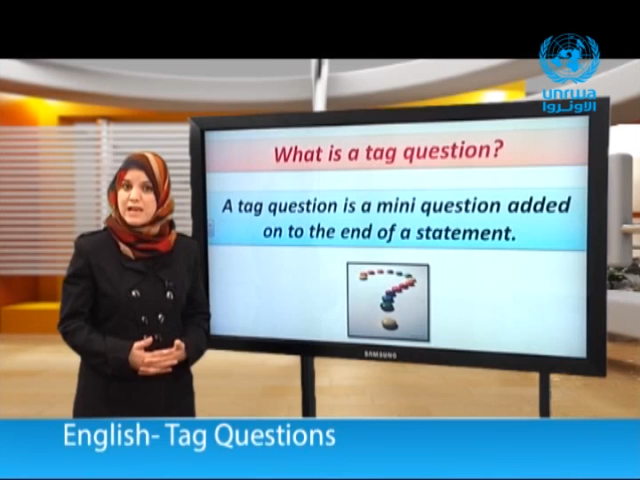 unrwa
الأونروا
What is a tag question?
A tag question is a mini question added
on to the end of a statement.
SAMSUNG
English- Tag Questions